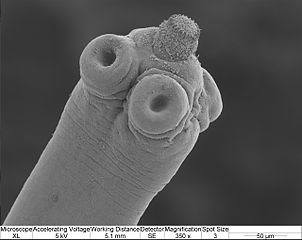 Microscope Accelerating Voltage Working Distance Detector Magnification Spot Size
XL 5 kV 5.1 mm SE 350 x 3 50 µm